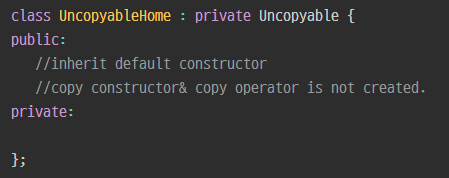 class UncopyableHome : private Uncopyable {
public:
   //inherit default constructor
   //copy constructor& copy operator is not created.
private:
};